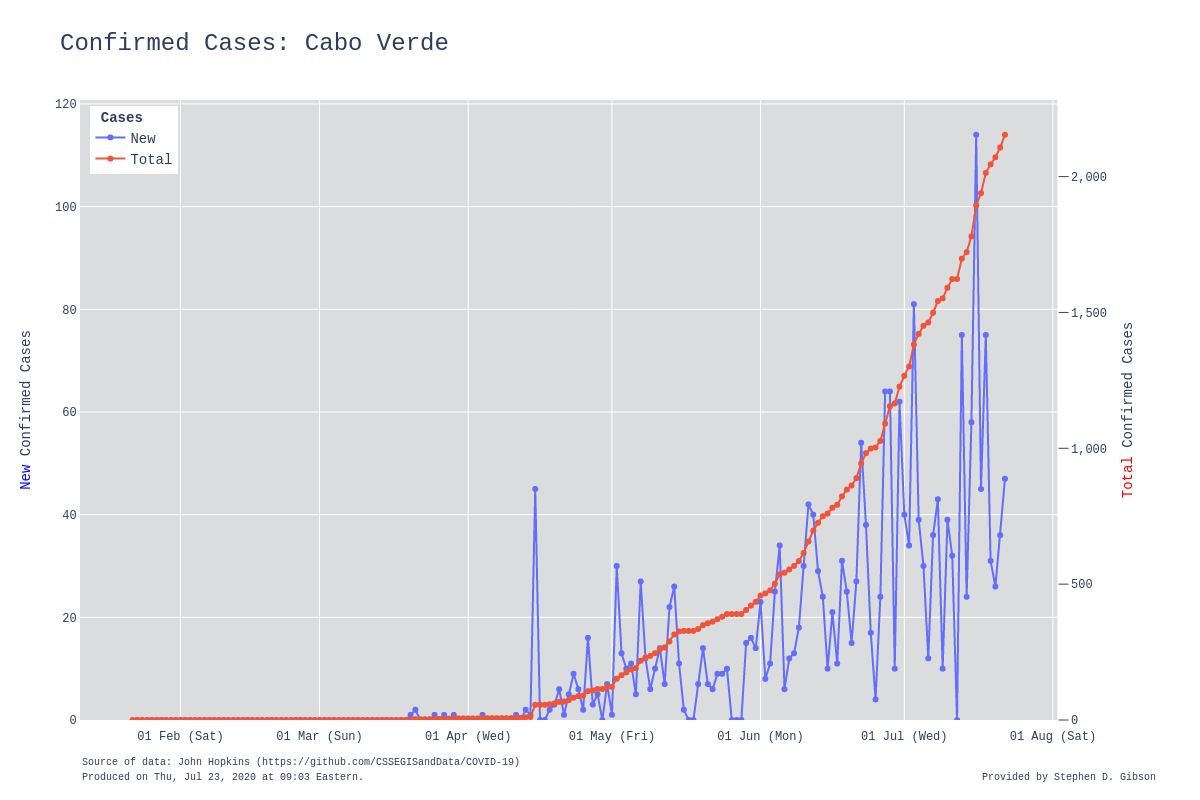 Confirmed Cases: Cabo Verde
Cases
New
Total
120
100
80
60
40
20
0
2,000
1,500
1,000
500
0
New Confirmed Cases
Total Confirmed Cases
01 Feb (Sat)
01 Mar (Sun)
01 Apr (Wed)
01 May (Fri)
01 Jun (Mon)
01 Jul (Wed)
01 Aug (Sat)
Source of data: John Hopkins (https://github.com/CSSEGISandData/COVID-19)
Produced on Thu, Jul 23, 2020 at 09:03 Eastern.
Provided by Stephen D. Gibson